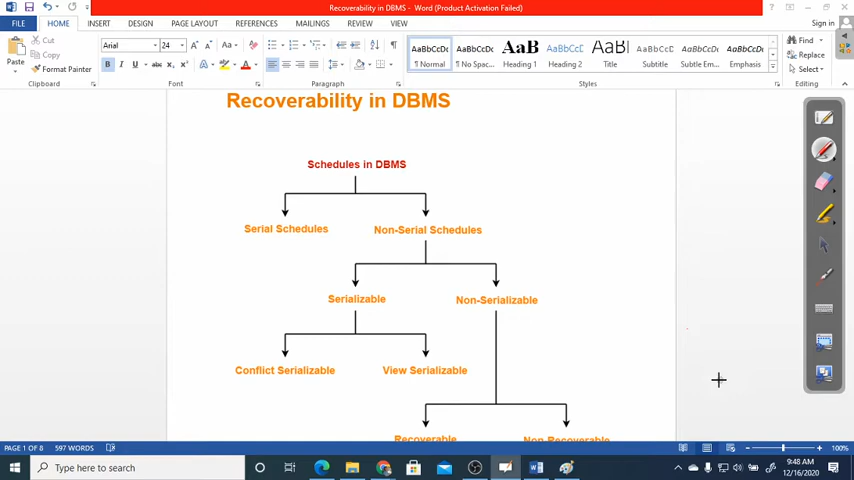 Recoverability in DBMS - Word (Product Activation Failed)
FILE HOME INSERT DESIGN PAGE LAYOUT REFERENCES MAILINGS REVIEW VIEW Sign in
Cut
Copy
Format Painter
Paste
Clipboard
Arial 24
Font
Paragraph
AaBbCcDc AaBbCcDc AaBbC AaBbCcC AaBl AaBbCcC AaBbCcDc AaBbCcDc
¶ Normal ¶ No Spac... Heading 1 Heading 2 Title Subtitle Subtle Em... Emphasis
Styles
Find
Replace
Select
Editing
Recoverability in DBMS
Schedules in DBMS
Serial Schedules Non-Serial Schedules
Serializable Non-Serializable
Conflict Serializable View Serializable
Recoverable Non-Recoverable
PAGE 1 OF 8 597 WORDS 100%
Type here to search
9:48 AM
12/16/2020